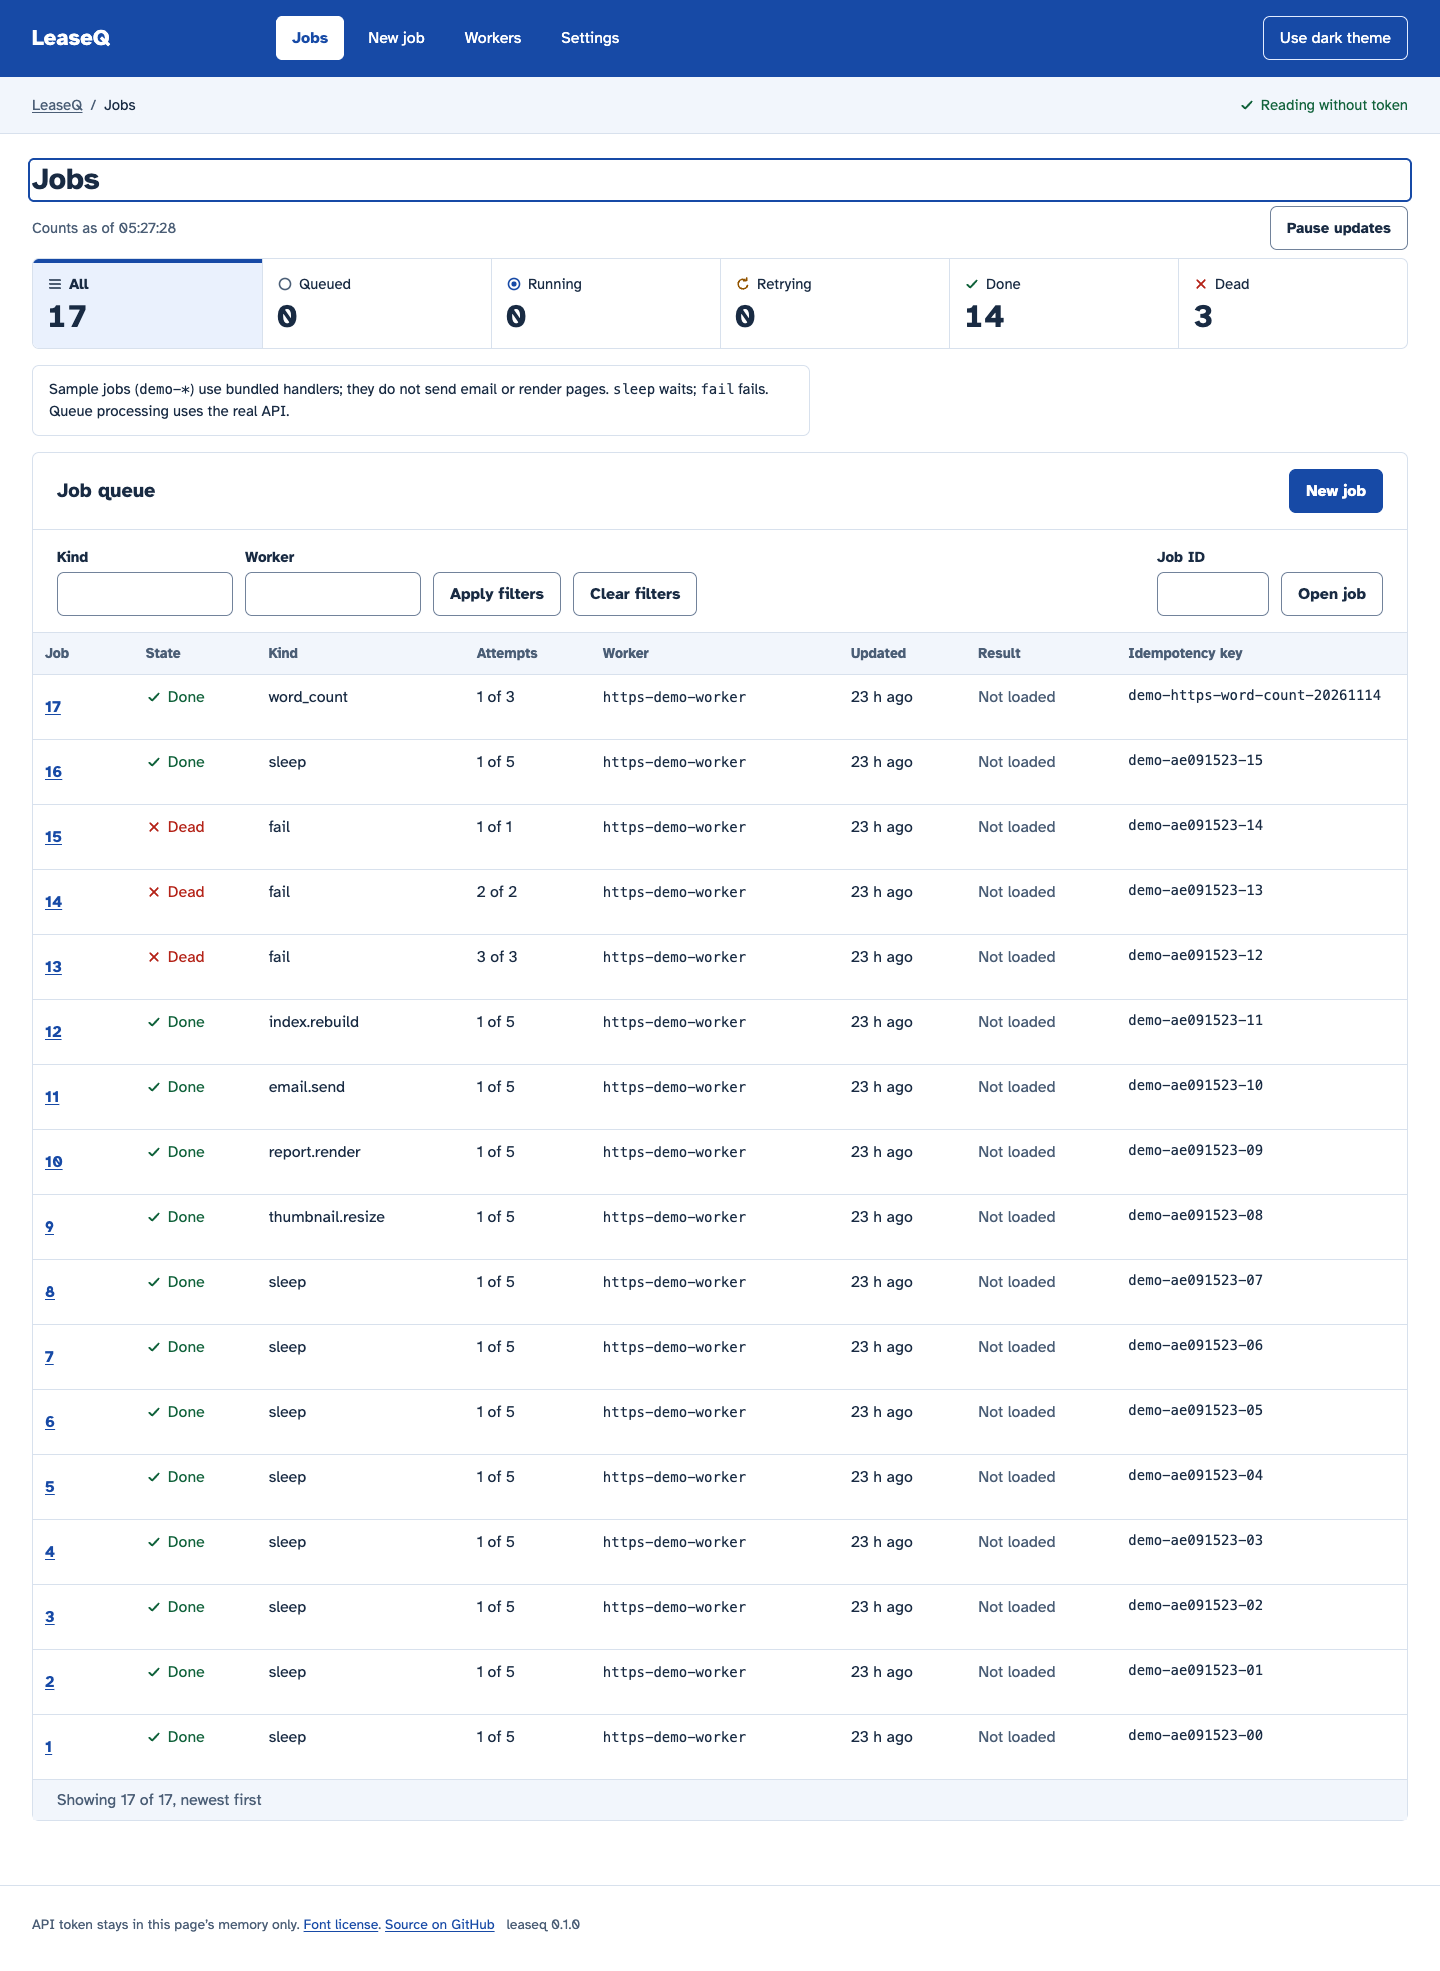 LeaseQ Jobs New job Workers Settings Use dark theme
LeaseQ / Jobs Reading without token
Jobs
Counts as of 05:27:28 Pause updates
All Queued Running Retrying Done Dead
17 0 0 0 14 3
Sample jobs (demo-*) use bundled handlers; they do not send email or render pages. sleep waits; fail fails.
Queue processing uses the real API.
Job queue New job
Kind Worker Job ID
Apply filters Clear filters Open job
Job State Kind Attempts Worker Updated Result Idempotency key
17 Done word_count 1 of 3 https-demo-worker 23 h ago Not loaded demo-https-word-count-20261114
16 Done sleep 1 of 5 https-demo-worker 23 h ago Not loaded demo-ae091523-15
15 Dead fail 1 of 1 https-demo-worker 23 h ago Not loaded demo-ae091523-14
14 Dead fail 2 of 2 https-demo-worker 23 h ago Not loaded demo-ae091523-13
13 Dead fail 3 of 3 https-demo-worker 23 h ago Not loaded demo-ae091523-12
12 Done index.rebuild 1 of 5 https-demo-worker 23 h ago Not loaded demo-ae091523-11
11 Done email.send 1 of 5 https-demo-worker 23 h ago Not loaded demo-ae091523-10
10 Done report.render 1 of 5 https-demo-worker 23 h ago Not loaded demo-ae091523-09
9 Done thumbnail.resize 1 of 5 https-demo-worker 23 h ago Not loaded demo-ae091523-08
8 Done sleep 1 of 5 https-demo-worker 23 h ago Not loaded demo-ae091523-07
7 Done sleep 1 of 5 https-demo-worker 23 h ago Not loaded demo-ae091523-06
6 Done sleep 1 of 5 https-demo-worker 23 h ago Not loaded demo-ae091523-05
5 Done sleep 1 of 5 https-demo-worker 23 h ago Not loaded demo-ae091523-04
4 Done sleep 1 of 5 https-demo-worker 23 h ago Not loaded demo-ae091523-03
3 Done sleep 1 of 5 https-demo-worker 23 h ago Not loaded demo-ae091523-02
2 Done sleep 1 of 5 https-demo-worker 23 h ago Not loaded demo-ae091523-01
1 Done sleep 1 of 5 https-demo-worker 23 h ago Not loaded demo-ae091523-00
Showing 17 of 17, newest first
API token stays in this page's memory only. Font license. Source on GitHub leaseq 0.1.0